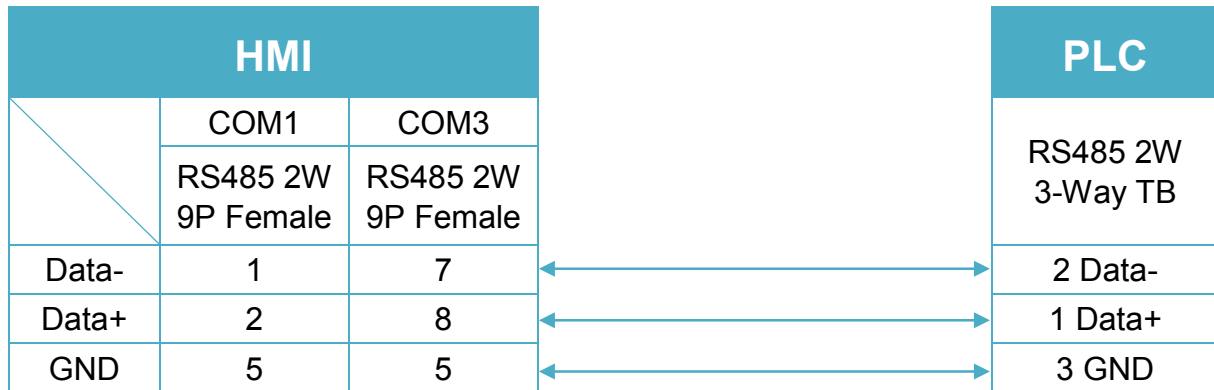 HMI PLC
COM1 COM3
RS485 2W RS485 2W RS485 2W
9P Female 9P Female 3-Way TB
Data- 1 7 2 Data-
Data+ 2 8 1 Data+
GND 5 5 3 GND